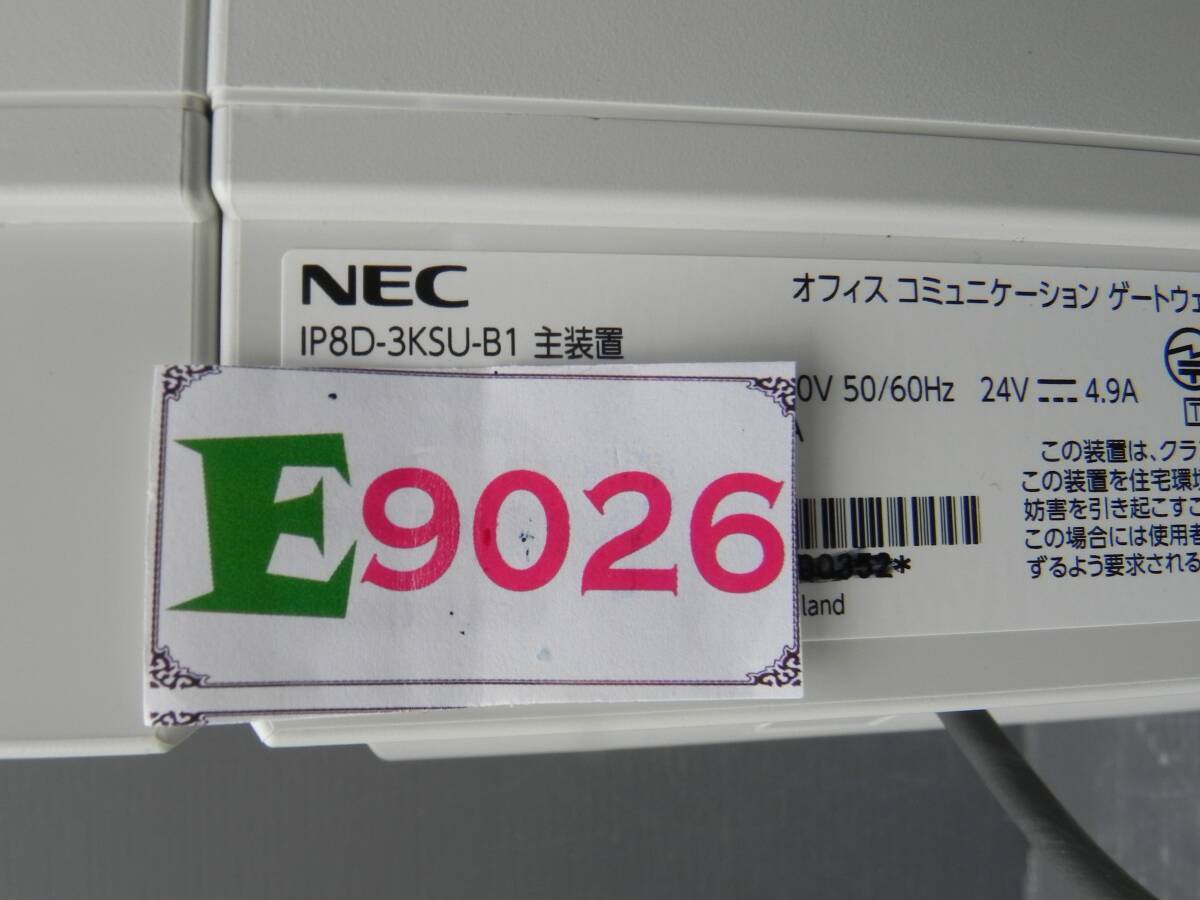 NEC
オフィス コミュニケーション ゲートウェ
IP8D-3KSU-B1 主装置
0V 50/60Hz 24V 4.9A
A
この装置は、クラ
この装置を住宅環境
妨害を引き起こすこ
この場合には使用者
ずるよう要求される
E9026
land